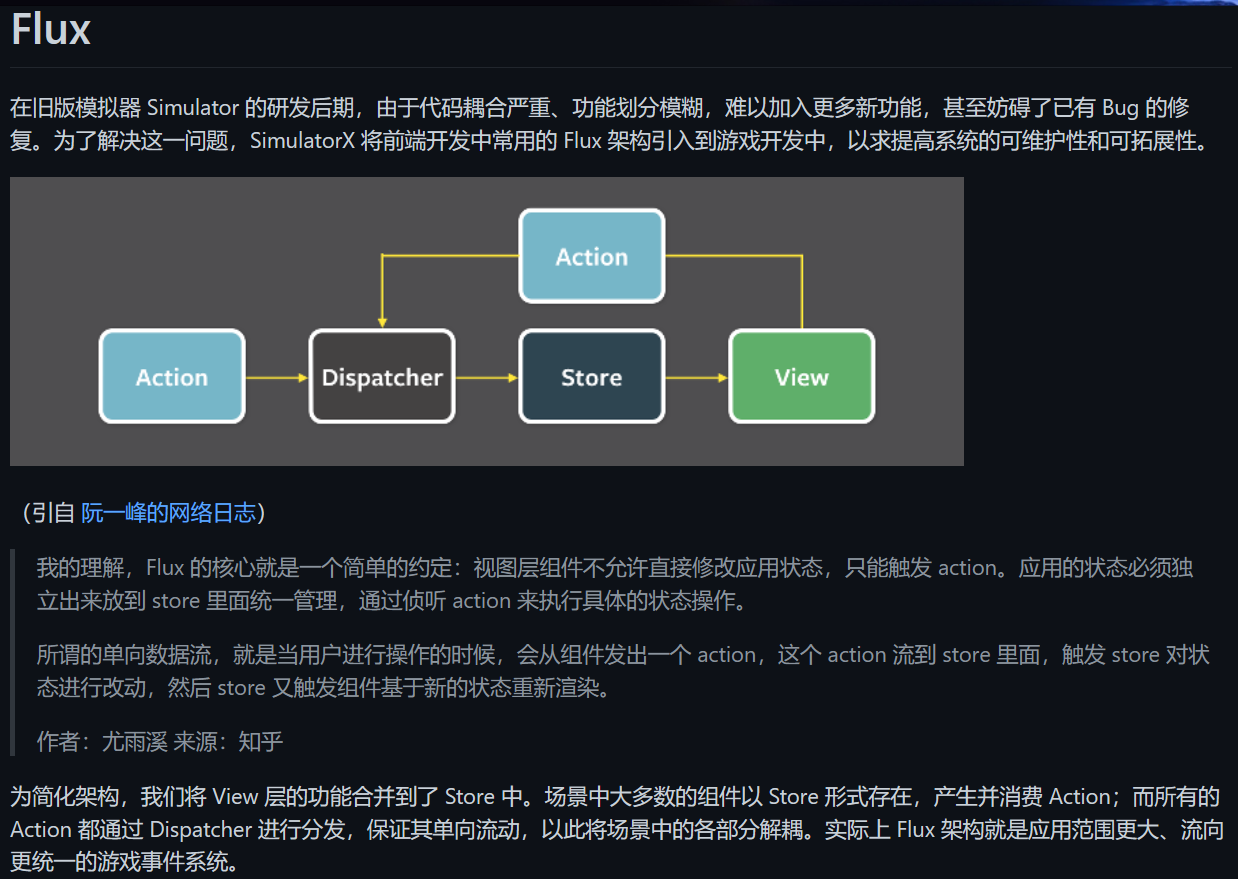 Flux
在旧版模拟器 Simulator 的研发后期，由于代码耦合严重、功能划分模糊，难以加入更多新功能，甚至妨碍了已有 Bug 的修
复。为了解决这一问题，SimulatorX 将前端开发中常用的 Flux 架构引入到游戏开发中，以求提高系统的可维护性和可拓展性。
Action
Action
Dispatcher
Store
View
（引自 阮一峰的网络日志）
我的理解，Flux 的核心就是一个简单的约定：视图层组件不允许直接修改应用状态，只能触发 action。应用的状态必须独
立出来放到 store 里面统一管理，通过侦听 action 来执行具体的状态操作。
所谓的单向数据流，就是当用户进行操作的时候，会从组件发出一个 action，这个 action 流到 store 里面，触发 store 对状
态进行改动，然后 store 又触发组件基于新的状态重新渲染。
作者：尤雨溪 来源：知乎
为简化架构，我们将 View 层的功能合并到了 Store 中。场景中大多数的组件以 Store 形式存在，产生并消费 Action；而所有的
Action 都通过 Dispatcher 进行分发，保证其单向流动，以此将场景中的各部分解耦。实际上 Flux 架构就是应用范围更大、流向
更统一的游戏事件系统。